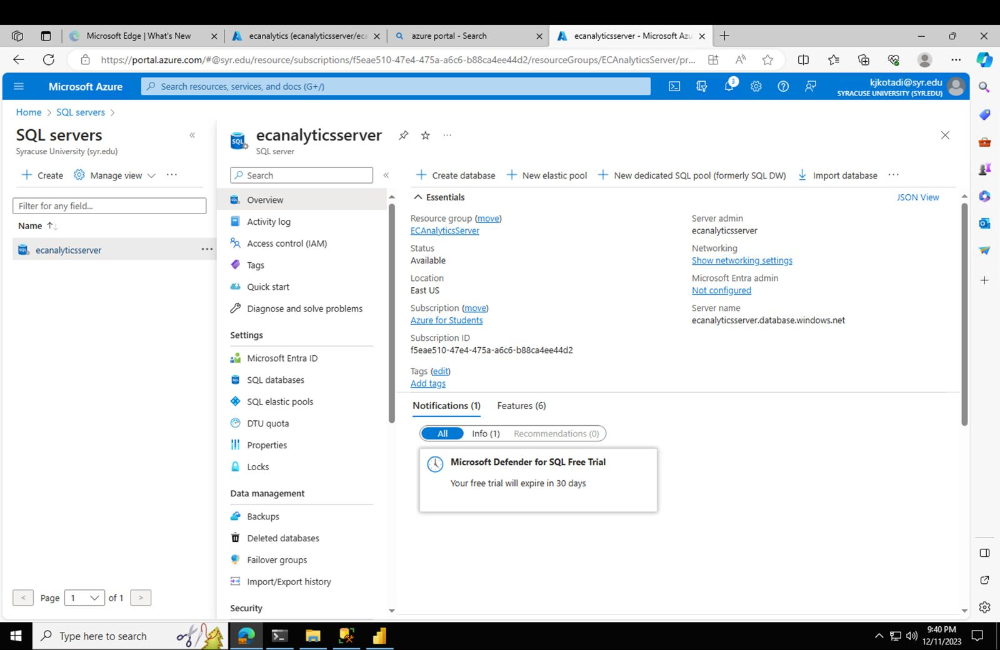 Microsoft Edge | What's New
ecanalytics (ecanalyticsserver/eca
azure portal - Search
ecanalyticsserver - Microsoft Azu
https://portal.azure.com/#@syr.edu/resource/subscriptions/f5eae510-47e4-475a-a6c6-b88ca4ee44d2/resourceGroups/ECAnalyticsServer/pr...
Microsoft Azure
Search resources, services, and docs (G+/)
3
kjkotadi@syr.edu
SYRACUSE UNIVERSITY (SYR.EDU)
Home > SQL servers >
SQL servers
Syracuse University (syr.edu)
+ Create
Manage view
...
Filter for any field...
Name ↑↓
ecanalyticsserver
...
ecanalyticsserver
...
SQL server
Search
Overview
Activity log
Access control (IAM)
Tags
Quick start
Diagnose and solve problems
Settings
Microsoft Entra ID
SQL databases
SQL elastic pools
DTU quota
Properties
Locks
Data management
Backups
Deleted databases
Failover groups
Import/Export history
Security
+ Create database
+ New elastic pool
+ New dedicated SQL pool (formerly SQL DW)
Import database
...
Essentials
JSON View
Resource group (move)
ECAnalyticsServer
Status
Available
Location
East US
Subscription (move)
Azure for Students
Subscription ID
f5eae510-47e4-475a-a6c6-b88ca4ee44d2
Tags (edit)
Add tags
Server admin
ecanalyticsserver
Networking
Show networking settings
Microsoft Entra admin
Not configured
Server name
ecanalyticsserver.database.windows.net
Notifications (1)
Features (6)
All
Info (1)
Recommendations (0)
Microsoft Defender for SQL Free Trial
Your free trial will expire in 30 days
< Page 1 of 1 >
Type here to search
9:40 PM
12/11/2023